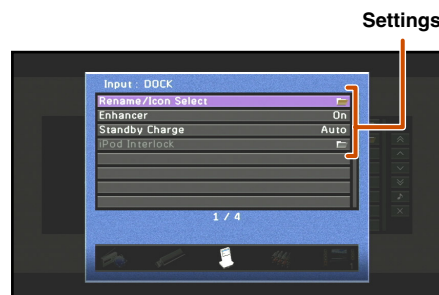 Settings
Input : DOCK
Rename/Icon Select
Enhancer On
Standby Charge Auto
iPod Interlock
1 / 4